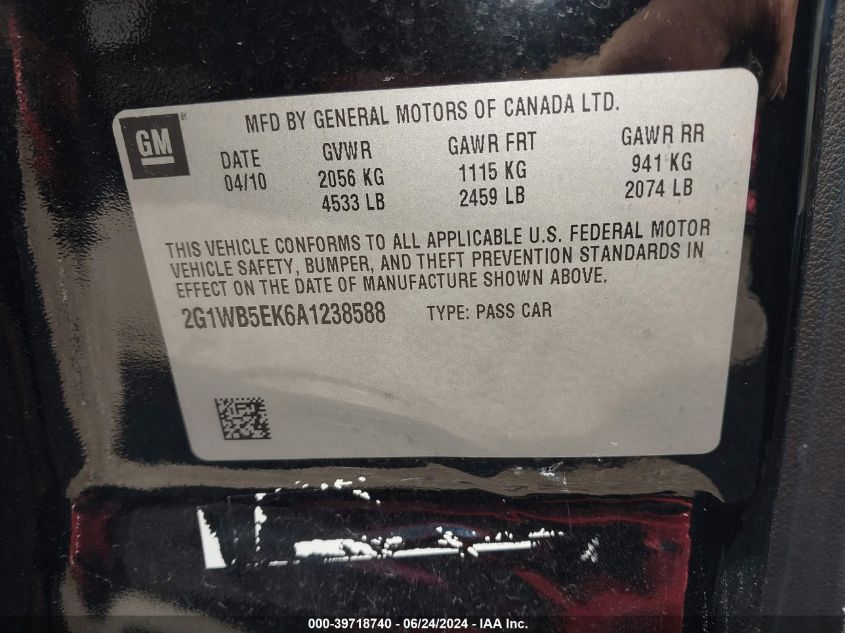 GM ®
MFD BY GENERAL MOTORS OF CANADA LTD.
DATE GVWR GAWR FRT GAWR RR
04/10 2056 KG 1115 KG 941 KG
4533 LB 2459 LB 2074 LB
THIS VEHICLE CONFORMS TO ALL APPLICABLE U.S. FEDERAL MOTOR
VEHICLE SAFETY, BUMPER, AND THEFT PREVENTION STANDARDS IN
EFFECT ON THE DATE OF MANUFACTURE SHOWN ABOVE.
2G1WB5EK6A1238588 TYPE: PASS CAR
000-39718740 - 06/24/2024 - IAA Inc.